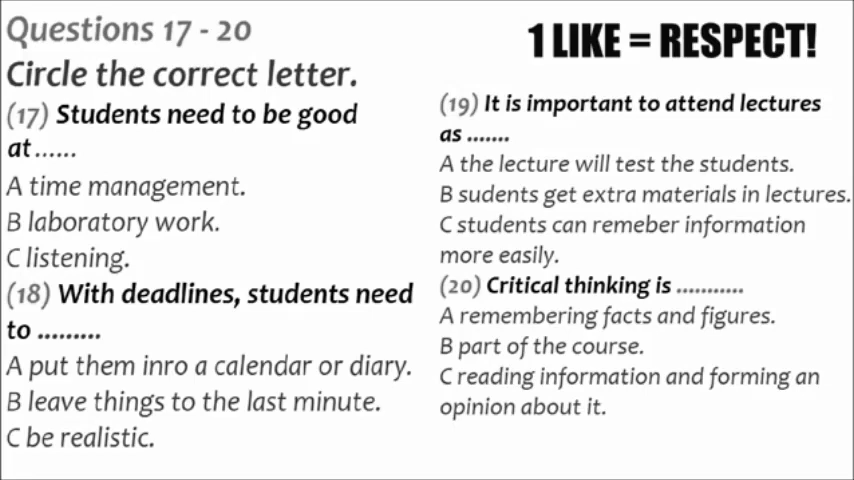 Questions 17 - 20
Circle the correct letter.
(17) Students need to be good
at......
A time management.
B laboratory work.
C listening.
(18) With deadlines, students need
to .........
A put them inro a calendar or diary.
B leave things to the last minute.
C be realistic.
1 LIKE = RESPECT!
(19) It is important to attend lectures
as .......
A the lecture will test the students.
B sudents get extra materials in lectures.
C students can remeber information
more easily.
(20) Critical thinking is ...........
A remembering facts and figures.
B part of the course.
C reading information and forming an
opinion about it.